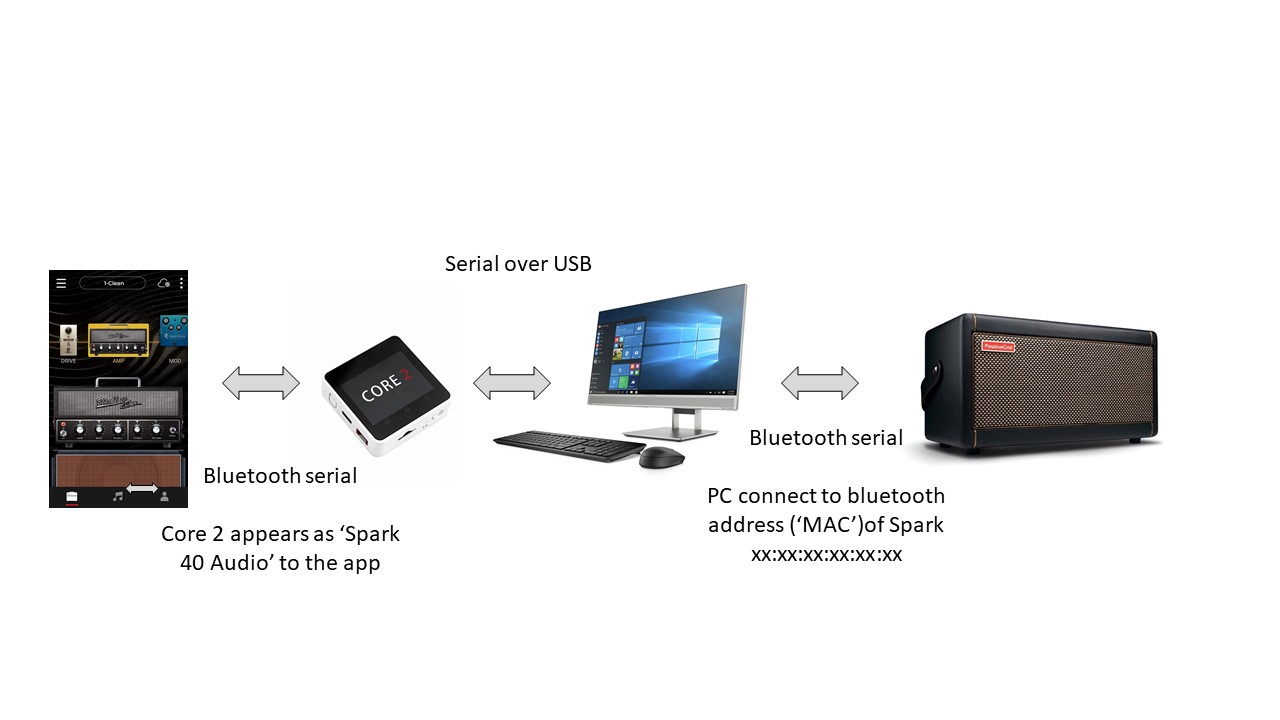 Serial over USB
1-Clean
DRIVE
AMP
MOD
CORE 2
PositiveGrid
Bluetooth serial
Bluetooth serial
Core 2 appears as ‘Spark
40 Audio’ to the app
PC connect to bluetooth
address (‘MAC’)of Spark
xx:xx:xx:xx:xx:xx